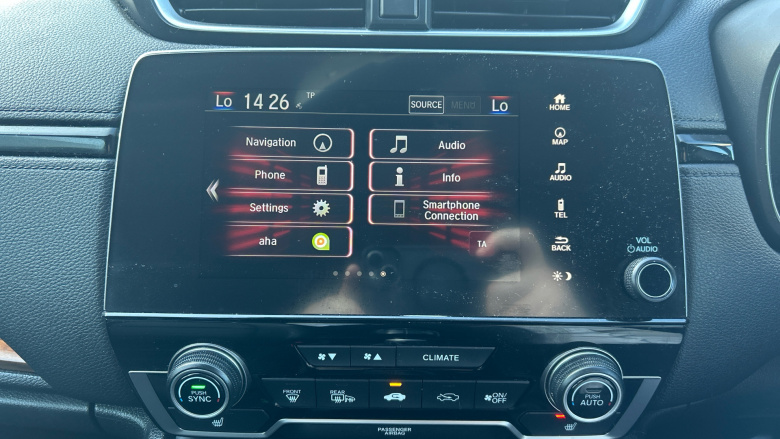 Lo 14 26 TP SOURCE MENU Lo
Navigation
Audio
Phone
Info
Settings
Smartphone
Connection
aha
TA
HOME
MAP
AUDIO
TEL
BACK
VOL
AUDIO
CLIMATE
PUSH
SYNC
FRONT
REAR
ON/
OFF
PUSH
AUTO
PASSENGER
AIRBAG